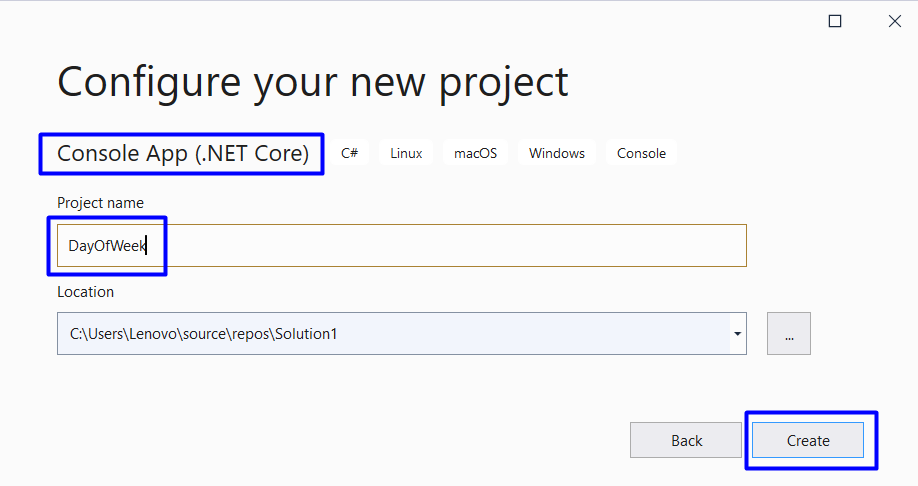 Configure your new project
Console App (.NET Core) C# Linux macOS Windows Console
Project name
DayOfWeek
Location
C:\Users\Lenovo\source\repos\Solution1 ...
Back Create